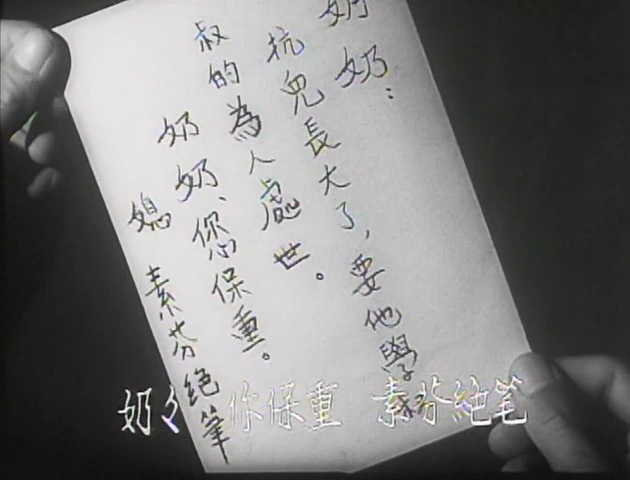 奶奶：
抗兒長大了，要他學
叔的為人處世。
奶奶、您保重。
媳 素芬絕筆
奶々 你保重 素芬絕笔